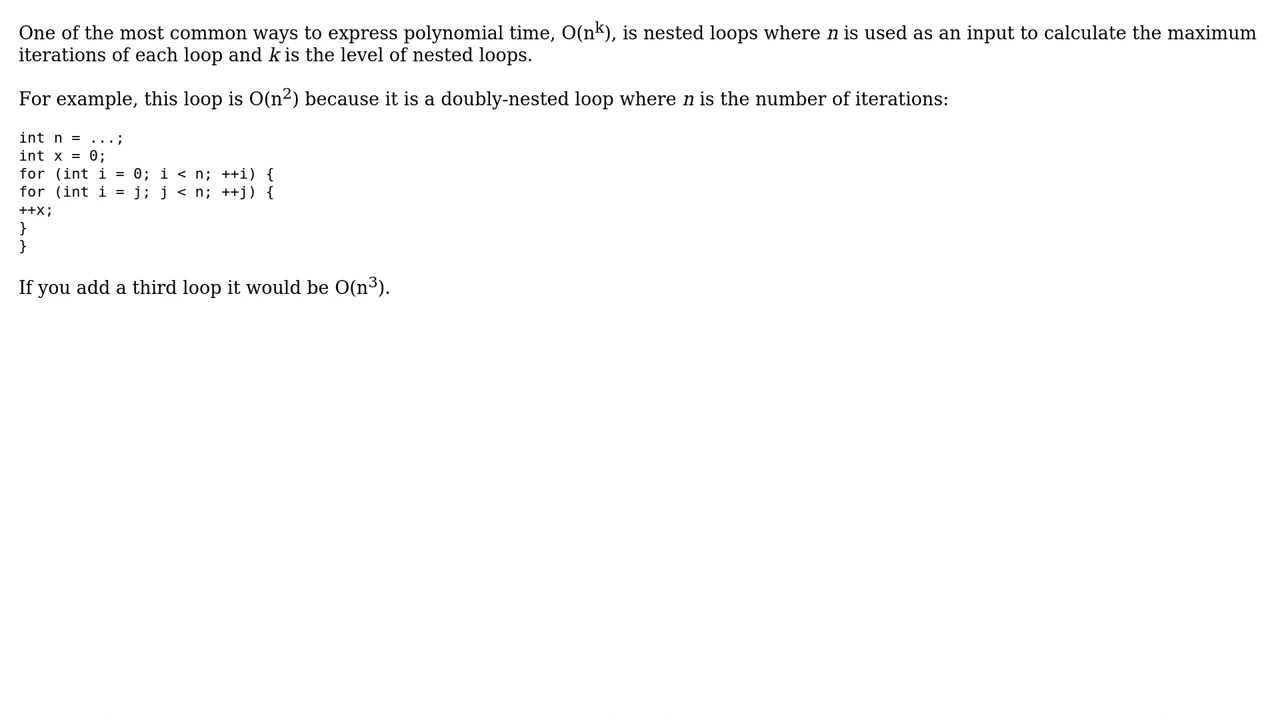 One of the most common ways to express polynomial time, O(n^k), is nested loops where n is used as an input to calculate the maximum
iterations of each loop and k is the level of nested loops.
For example, this loop is O(n^2) because it is a doubly-nested loop where n is the number of iterations:
int n = ...;
int x = 0;
for (int i = 0; i < n; ++i) {
for (int i = j; j < n; ++j) {
++x;
}
}
If you add a third loop it would be O(n^3).